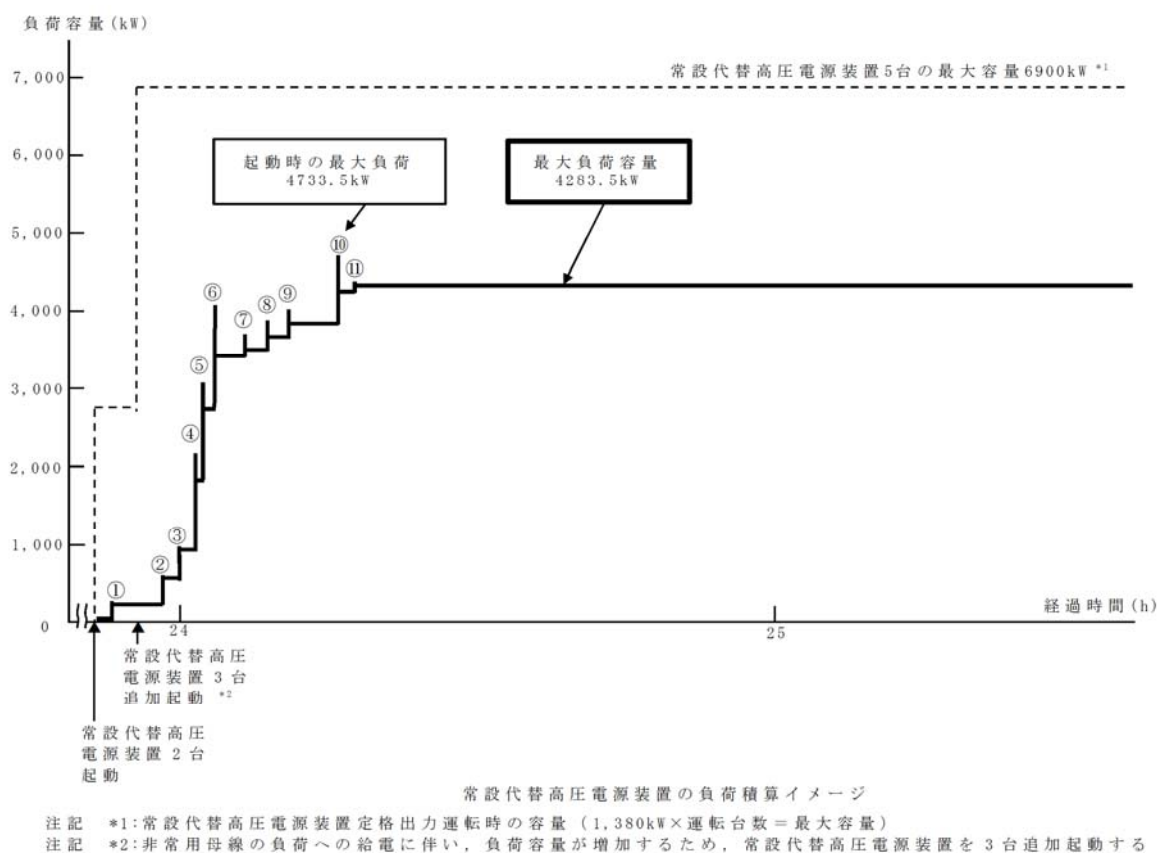 負荷容量(kW)
7,000
常設代替高圧電源装置5台の最大容量6900kW *1
6,000
起動時の最大負荷
4733.5kW
最大負荷容量
4283.5kW
5,000
⑩
⑪
⑥
4,000
⑨
⑧
⑦
⑤
3,000
④
2,000
③
1,000
②
①
経過時間(h)
0
24
25
常設代替高圧
電源装置3台
追加起動 *2
常設代替高圧
電源装置2台
起動
常設代替高圧電源装置の負荷積算イメージ
注記 *1:常設代替高圧電源装置定格出力運転時の容量(1,380kW×運転台数=最大容量)
注記 *2:非常用母線の負荷への給電に伴い,負荷容量が増加するため,常設代替高圧電源装置を3台追加起動する